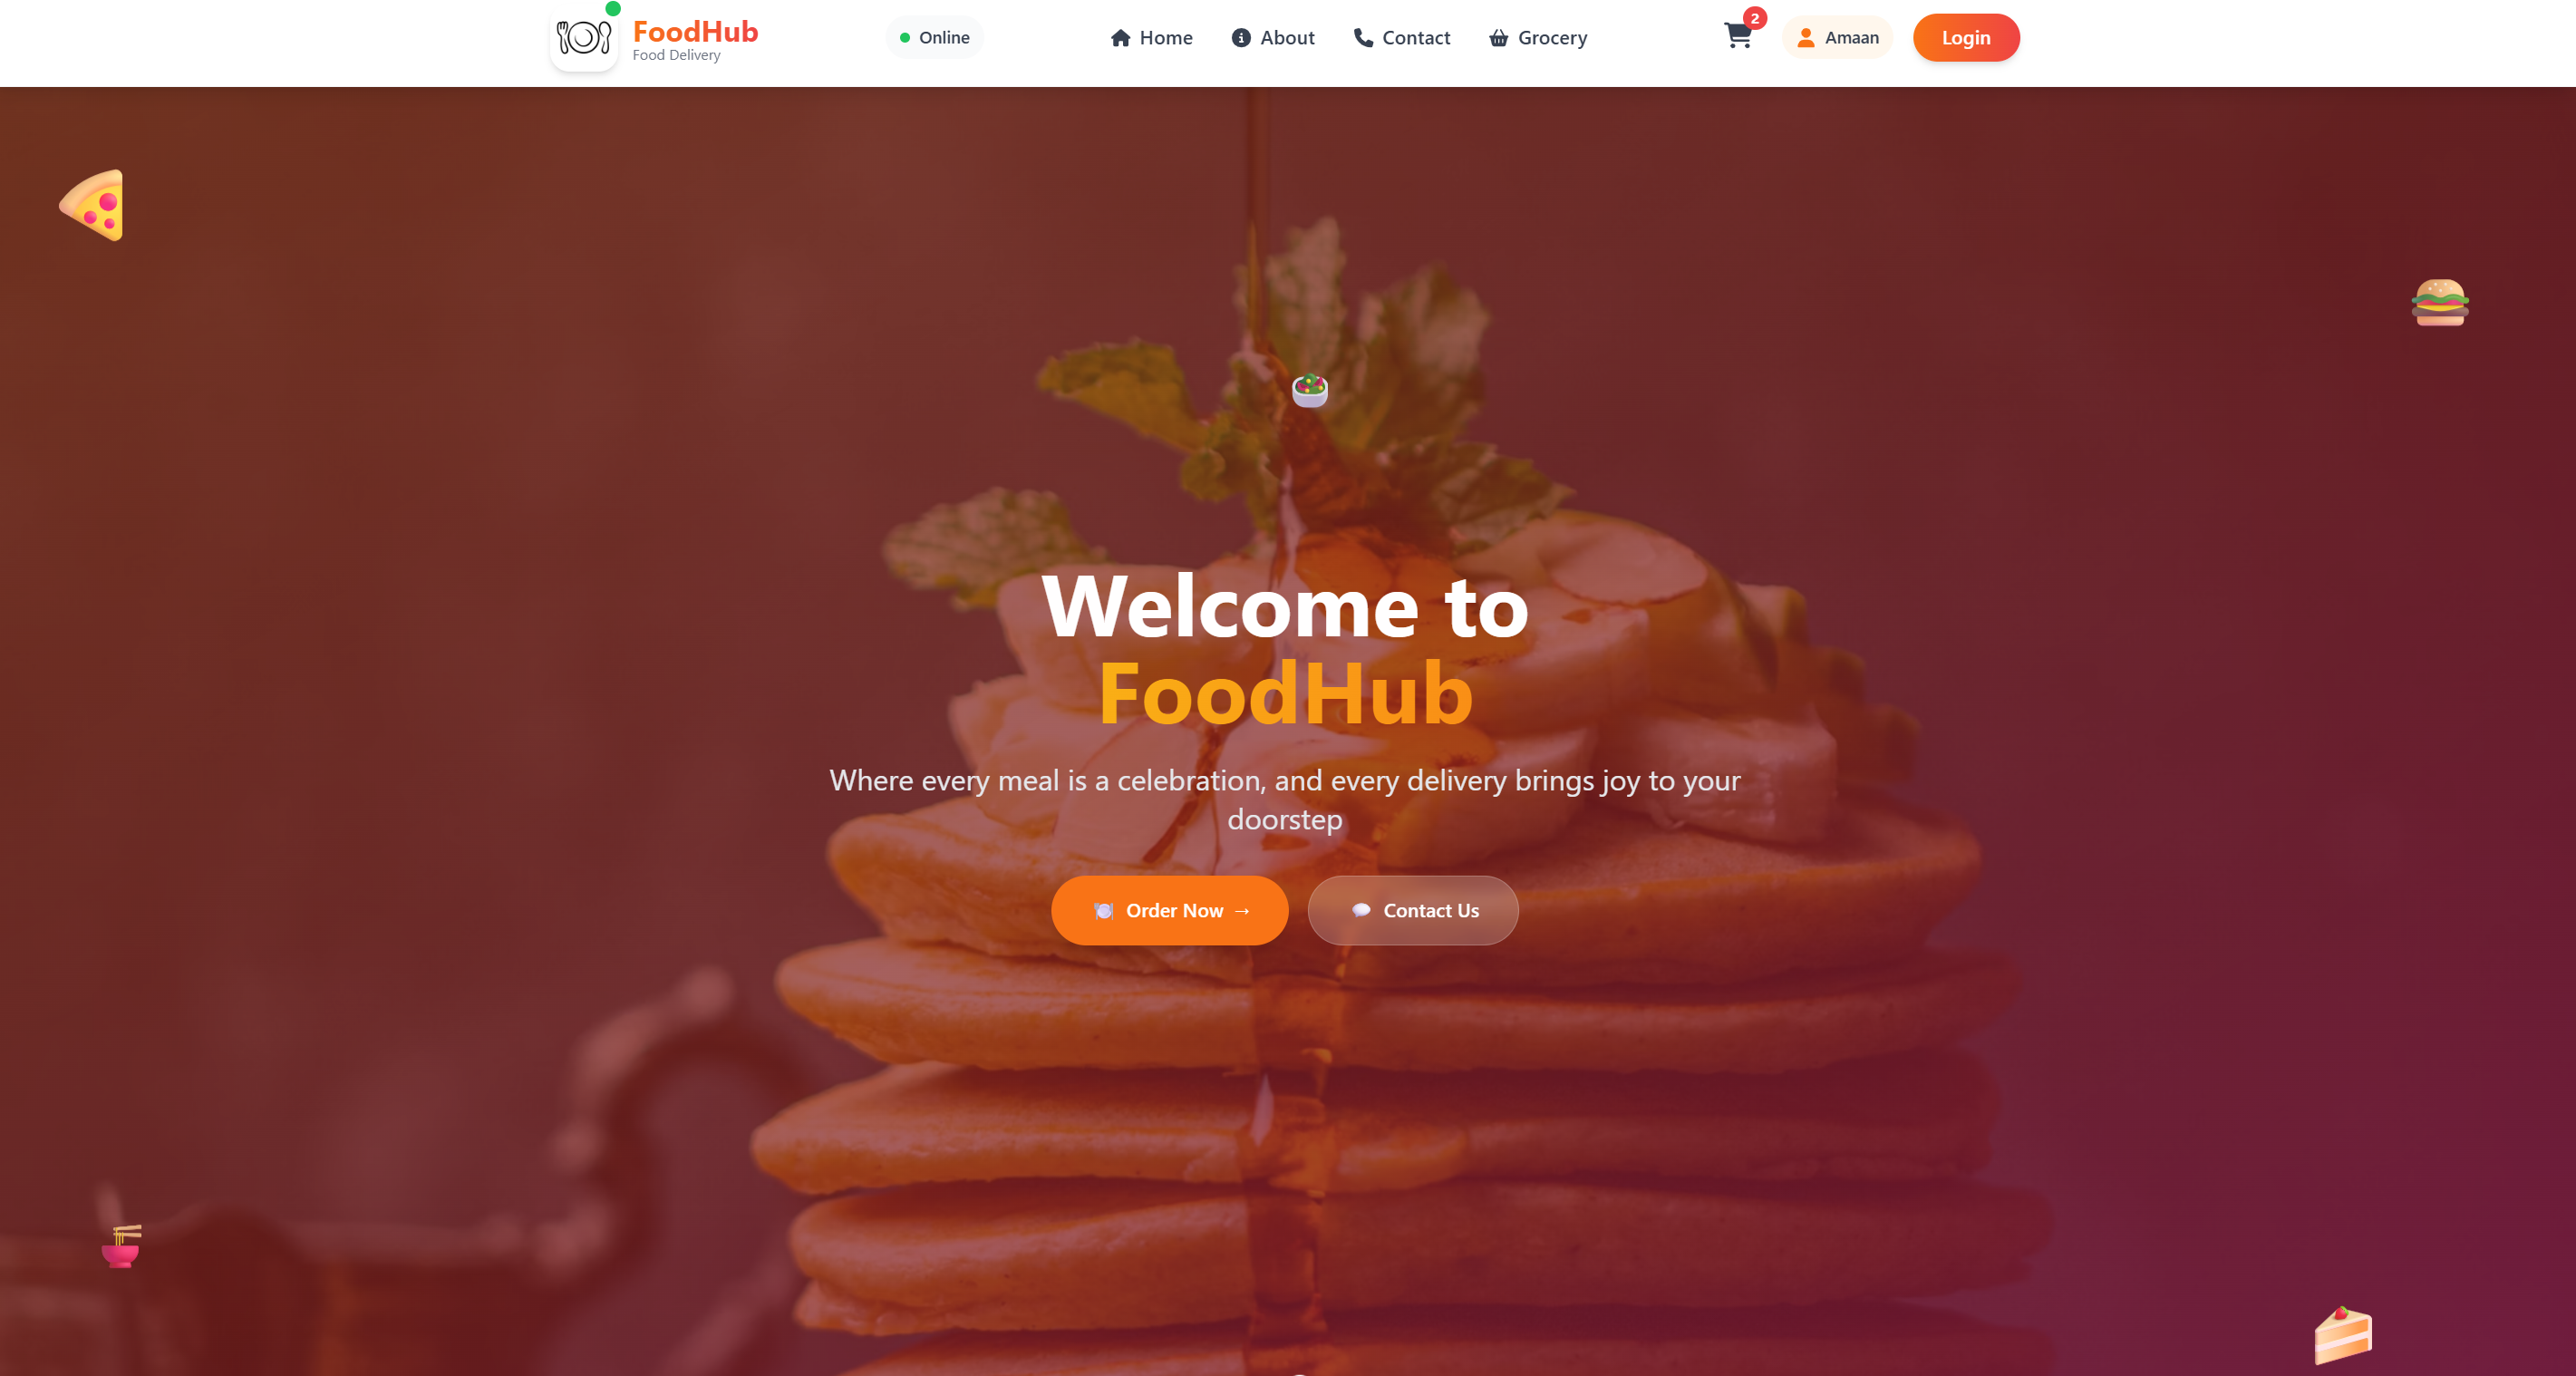 FoodHub
Food Delivery
Online
Home
About
Contact
Grocery
2
Amaan
Login
Welcome to
FoodHub
Where every meal is a celebration, and every delivery brings joy to your
doorstep
Order Now →
Contact Us